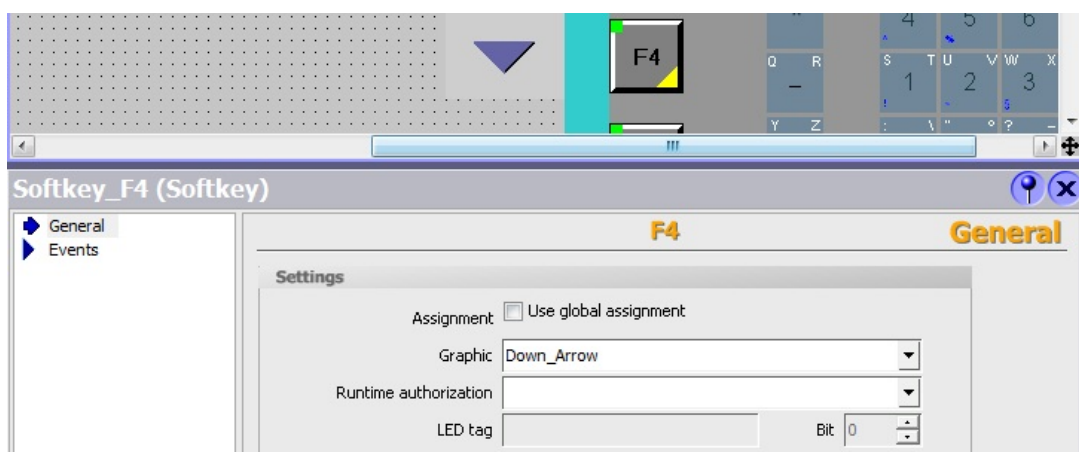 4 5 6
F4
Q R
S T U V W X
–
1 2 3
! §
Y Z : \ " ° ? _
Softkey_F4 (Softkey)
General
Events
F4
General
Settings
Assignment Use global assignment
Graphic Down_Arrow
Runtime authorization
LED tag Bit 0